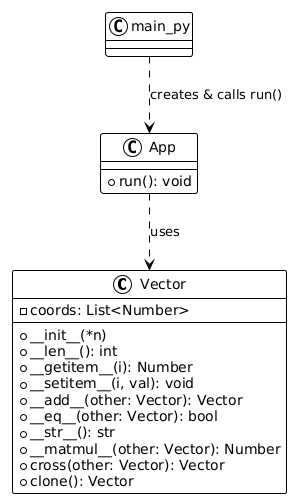 C main_py
creates & calls run()
C App
run(): void
uses
C Vector
coords: List<Number>
__init__(*n)
__len__(): int
__getitem__(i): Number
__setitem__(i, val): void
__add__(other: Vector): Vector
__eq__(other: Vector): bool
__str__(): str
__matmul__(other: Vector): Number
cross(other: Vector): Vector
clone(): Vector